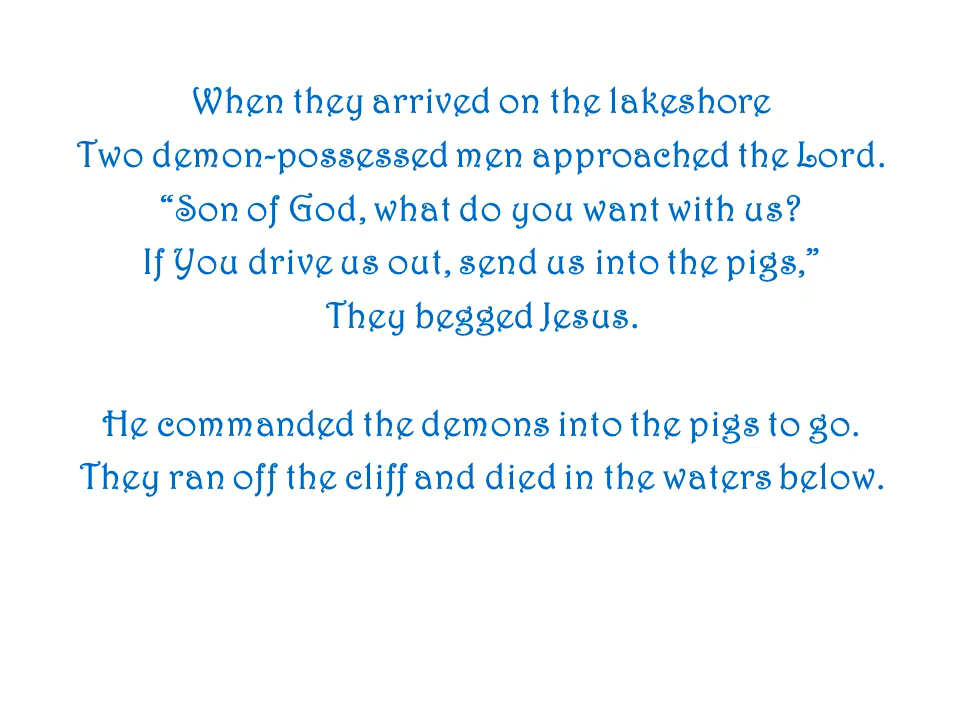 When they arrived on the lakeshore
Two demon-possessed men approached the Lord.
“Son of God, what do you want with us?
If You drive us out, send us into the pigs,”
They begged Jesus.
He commanded the demons into the pigs to go.
They ran off the cliff and died in the waters below.